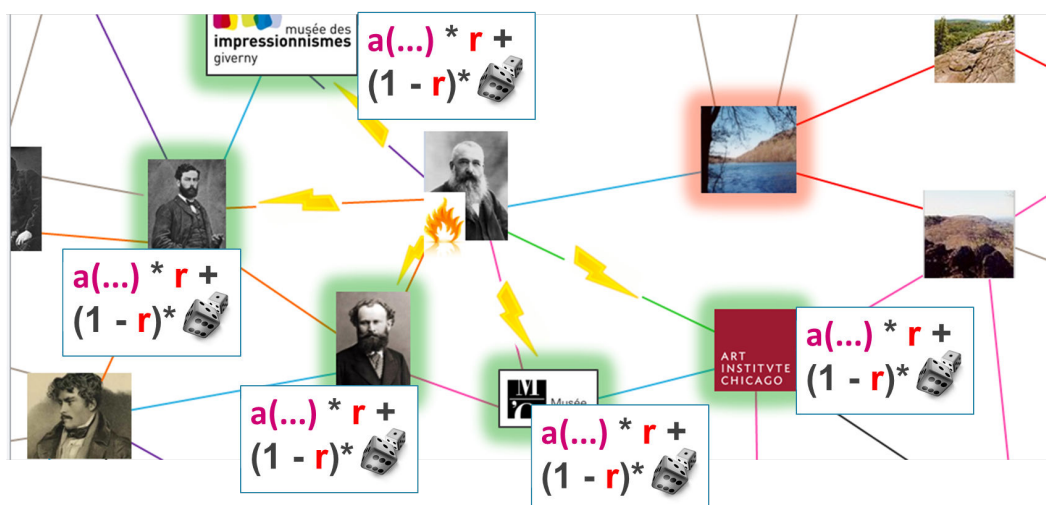 musée des
impressionnismes
giverny
a(...) * r +
(1 - r)*
a(...) * r +
(1 - r)*
a(...) * r +
(1 - r)*
M
Musée
ART
INSTITVTE
CHICAGO
a(...) * r +
(1 - r)*
a(...) * r +
(1 - r)*